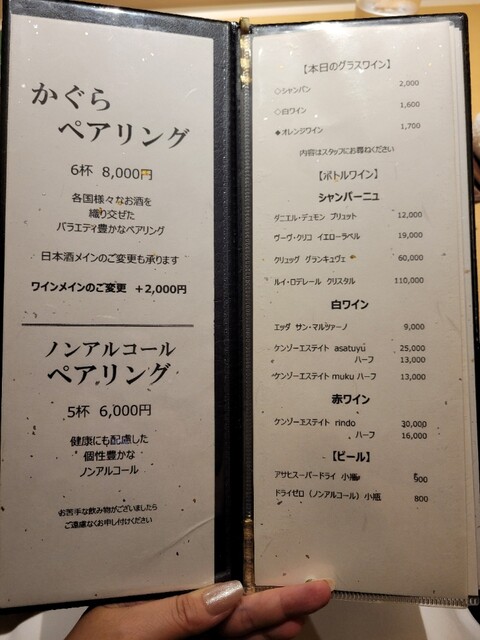 かぐら
ペアリング
6杯 8,000円
各国様々なお酒を
織り交ぜた
バラエティ豊かなペアリング
日本酒メインのご変更も承ります
ワインメインのご変更 +2,000円
ノンアルコール
ペアリング
5杯 6,000円
健康にも配慮した
個性豊かな
ノンアルコール
お苦手な飲み物がございましたら
ご遠慮なくお申し付けください
【本日のグラスワイン】
◇シャンパン 2,000
◇白ワイン 1,600
◆オレンジワイン 1,700
内容はスタッフにお尋ねください
【ボトルワイン】
シャンパーニュ
ダニエル・デュモン ブリュット 12,000
ヴーヴ・クリコ イエローラベル 19,000
クリュッグ グランキュヴェ 60,000
ルイ・ロデレール クリスタル 110,000
白ワイン
エッダ サン・マルツァーノ 9,000
ケンゾーエステイト asatuyu 25,000
ハーフ 13,000
ケンゾーエステイト muku ハーフ 13,000
赤ワイン
ケンゾーエステイト rindo 30,000
ハーフ 16,000
【ビール】
アサヒスーパードライ 小瓶 900
ドライゼロ（ノンアルコール）小瓶 800